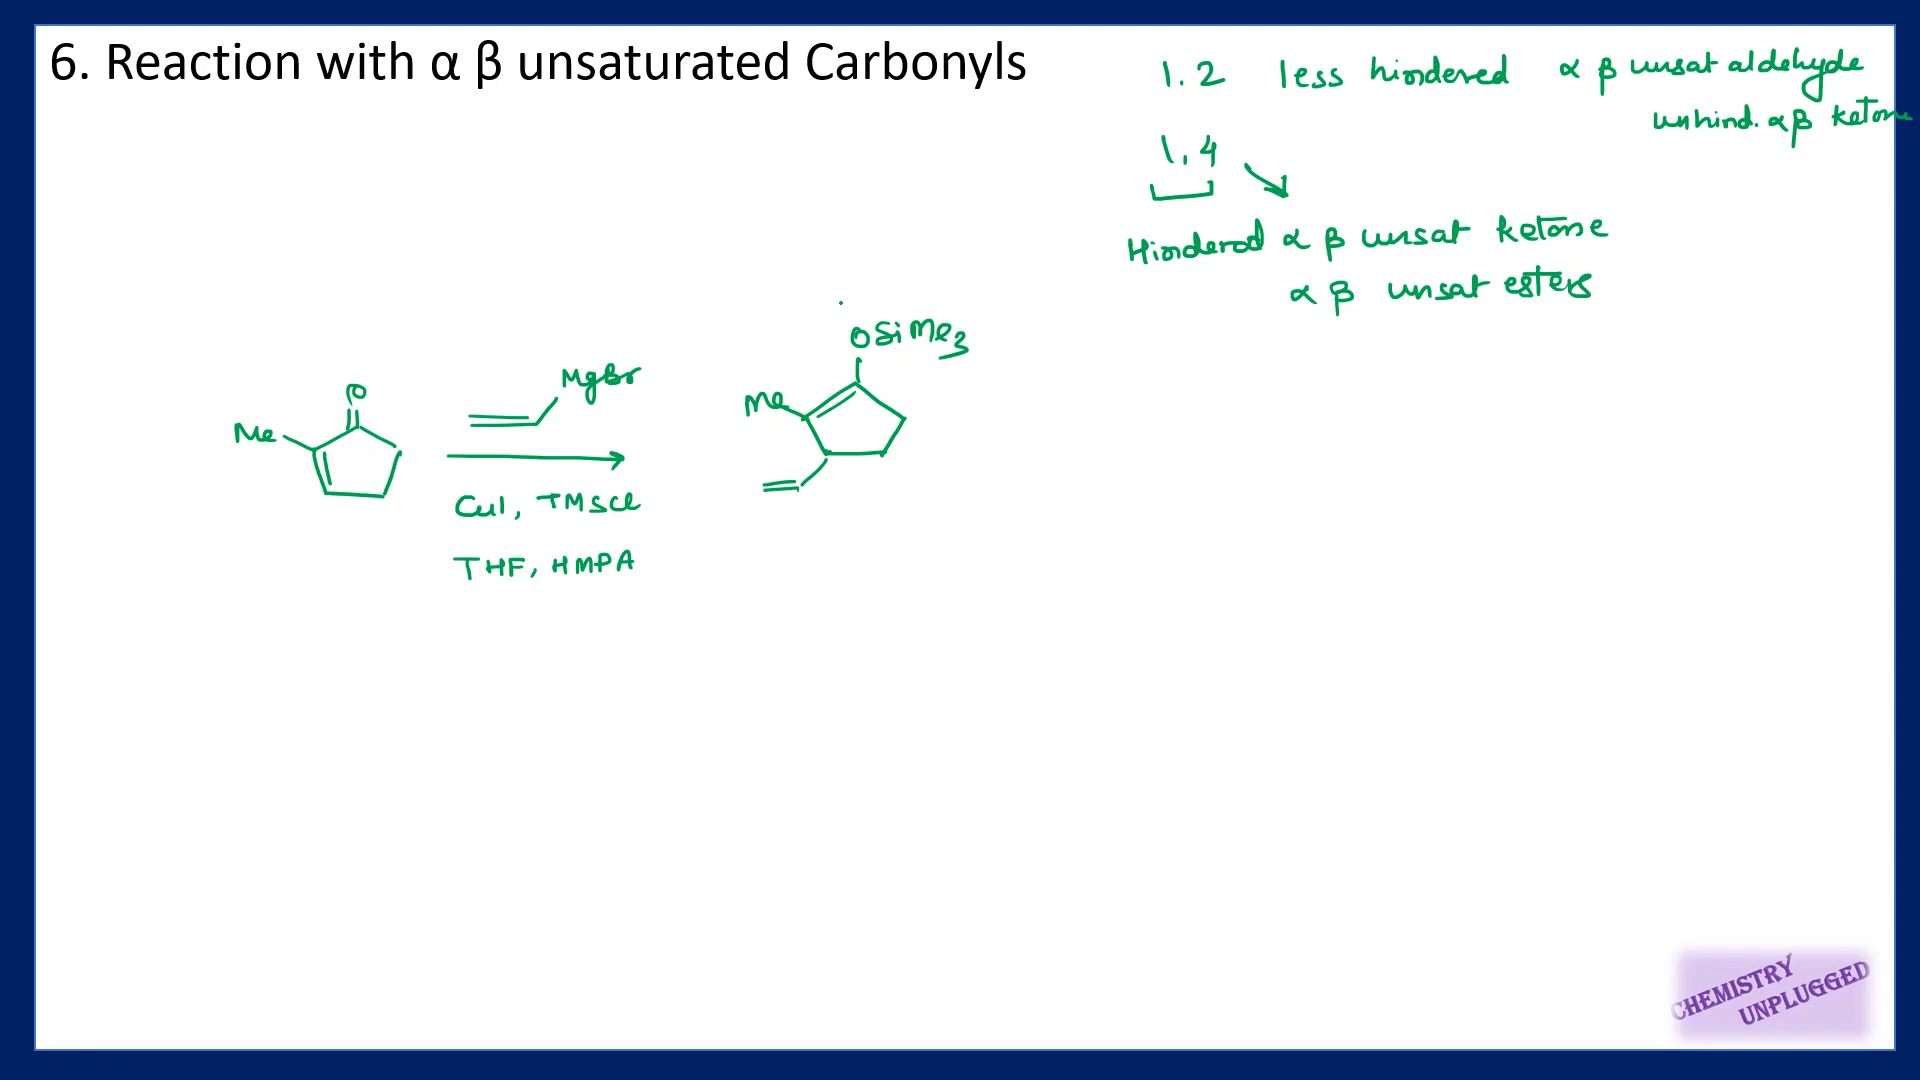 6. Reaction with α β unsaturated Carbonyls
1.2 less hindered α β unsat aldehyde
unhind. α β ketone
1,4
Hindered α β unsat ketone
α β unsat esters
OSiMe3
MgBr
O
Me
Me
CuI, TMSCl
THF, HMPA
CHEMISTRY
UNPLUGGED